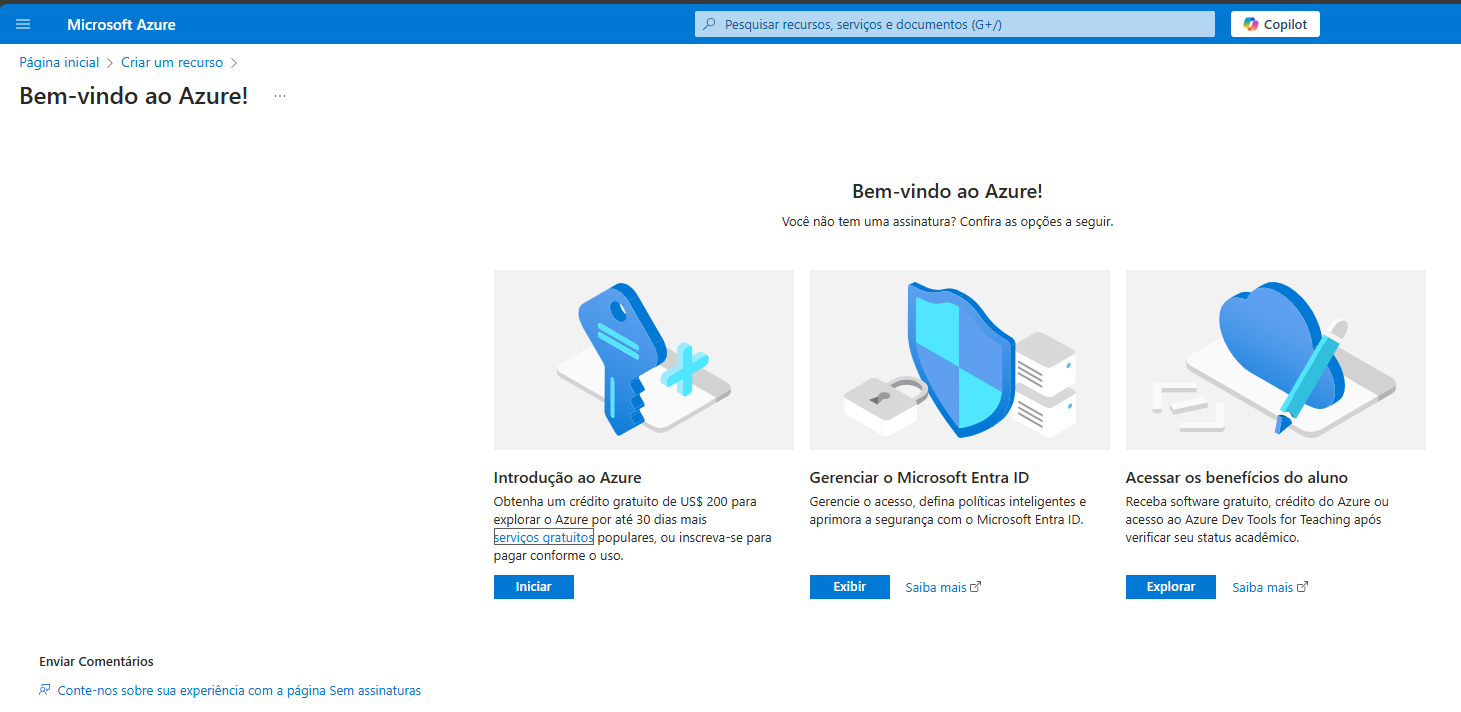 Microsoft Azure
Pesquisar recursos, serviços e documentos (G+/)
Copilot
Página inicial > Criar um recurso >
Bem-vindo ao Azure! ...
Bem-vindo ao Azure!
Você não tem uma assinatura? Confira as opções a seguir.
Introdução ao Azure
Obtenha um crédito gratuito de US$ 200 para
explorar o Azure por até 30 dias mais
serviços gratuitos populares, ou inscreva-se para
pagar conforme o uso.
Iniciar
Gerenciar o Microsoft Entra ID
Gerencie o acesso, defina políticas inteligentes e
aprimora a segurança com o Microsoft Entra ID.
Exibir
Saiba mais
Acessar os benefícios do aluno
Receba software gratuito, crédito do Azure ou
acesso ao Azure Dev Tools for Teaching após
verificar seu status acadêmico.
Explorar
Saiba mais
Enviar Comentários
Conte-nos sobre sua experiência com a página Sem assinaturas